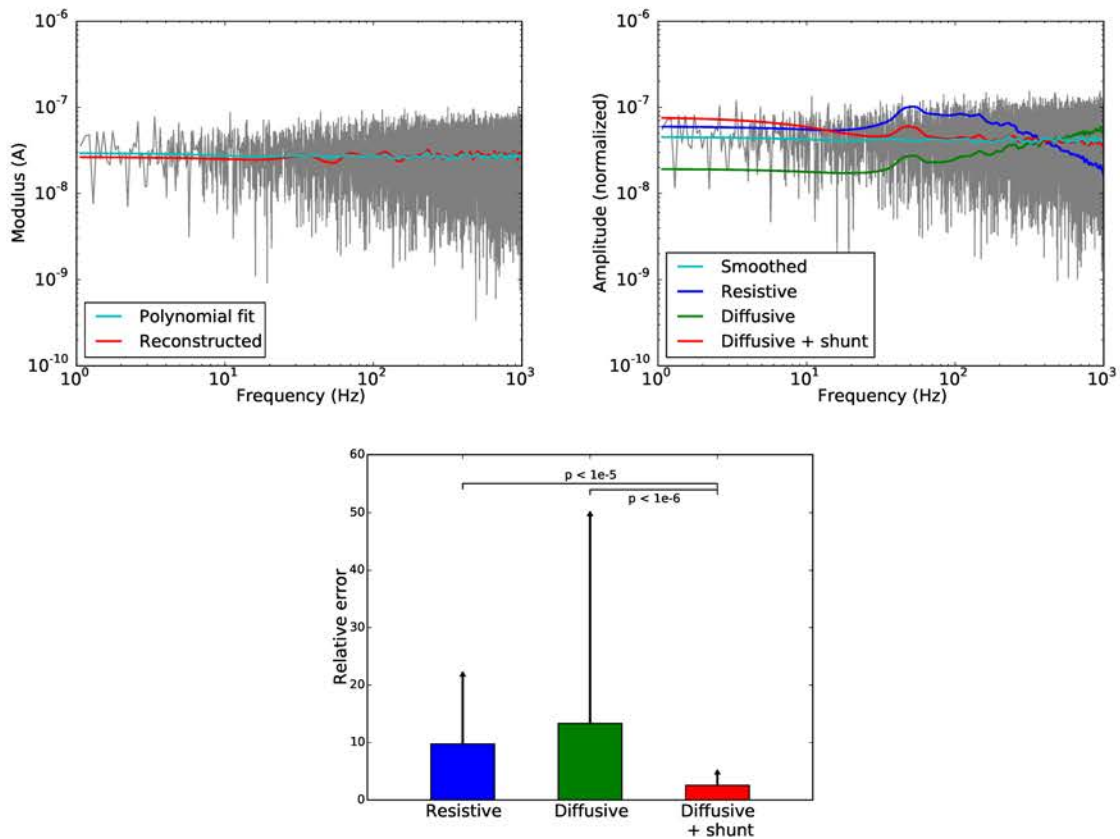 10^-6
10^-7
10^-8
10^-9
10^-10
Modulus (A)
Polynomial fit
Reconstructed
10^0 10^1 10^2 10^3
Frequency (Hz)
10^-6
10^-7
10^-8
10^-9
10^-10
Amplitude (normalized)
Smoothed
Resistive
Diffusive
Diffusive + shunt
10^0 10^1 10^2 10^3
Frequency (Hz)
60
50
40
30
20
10
0
Relative error
p < 1e-5
p < 1e-6
Resistive Diffusive Diffusive
+ shunt